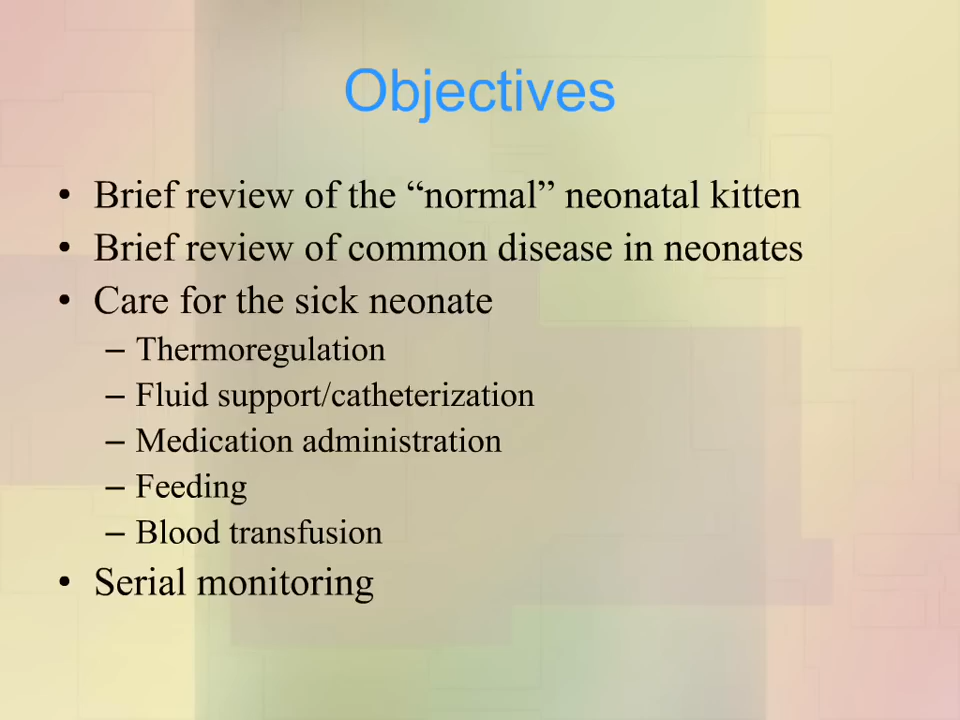 Objectives
• Brief review of the “normal” neonatal kitten
• Brief review of common disease in neonates
• Care for the sick neonate
– Thermoregulation
– Fluid support/catheterization
– Medication administration
– Feeding
– Blood transfusion
• Serial monitoring